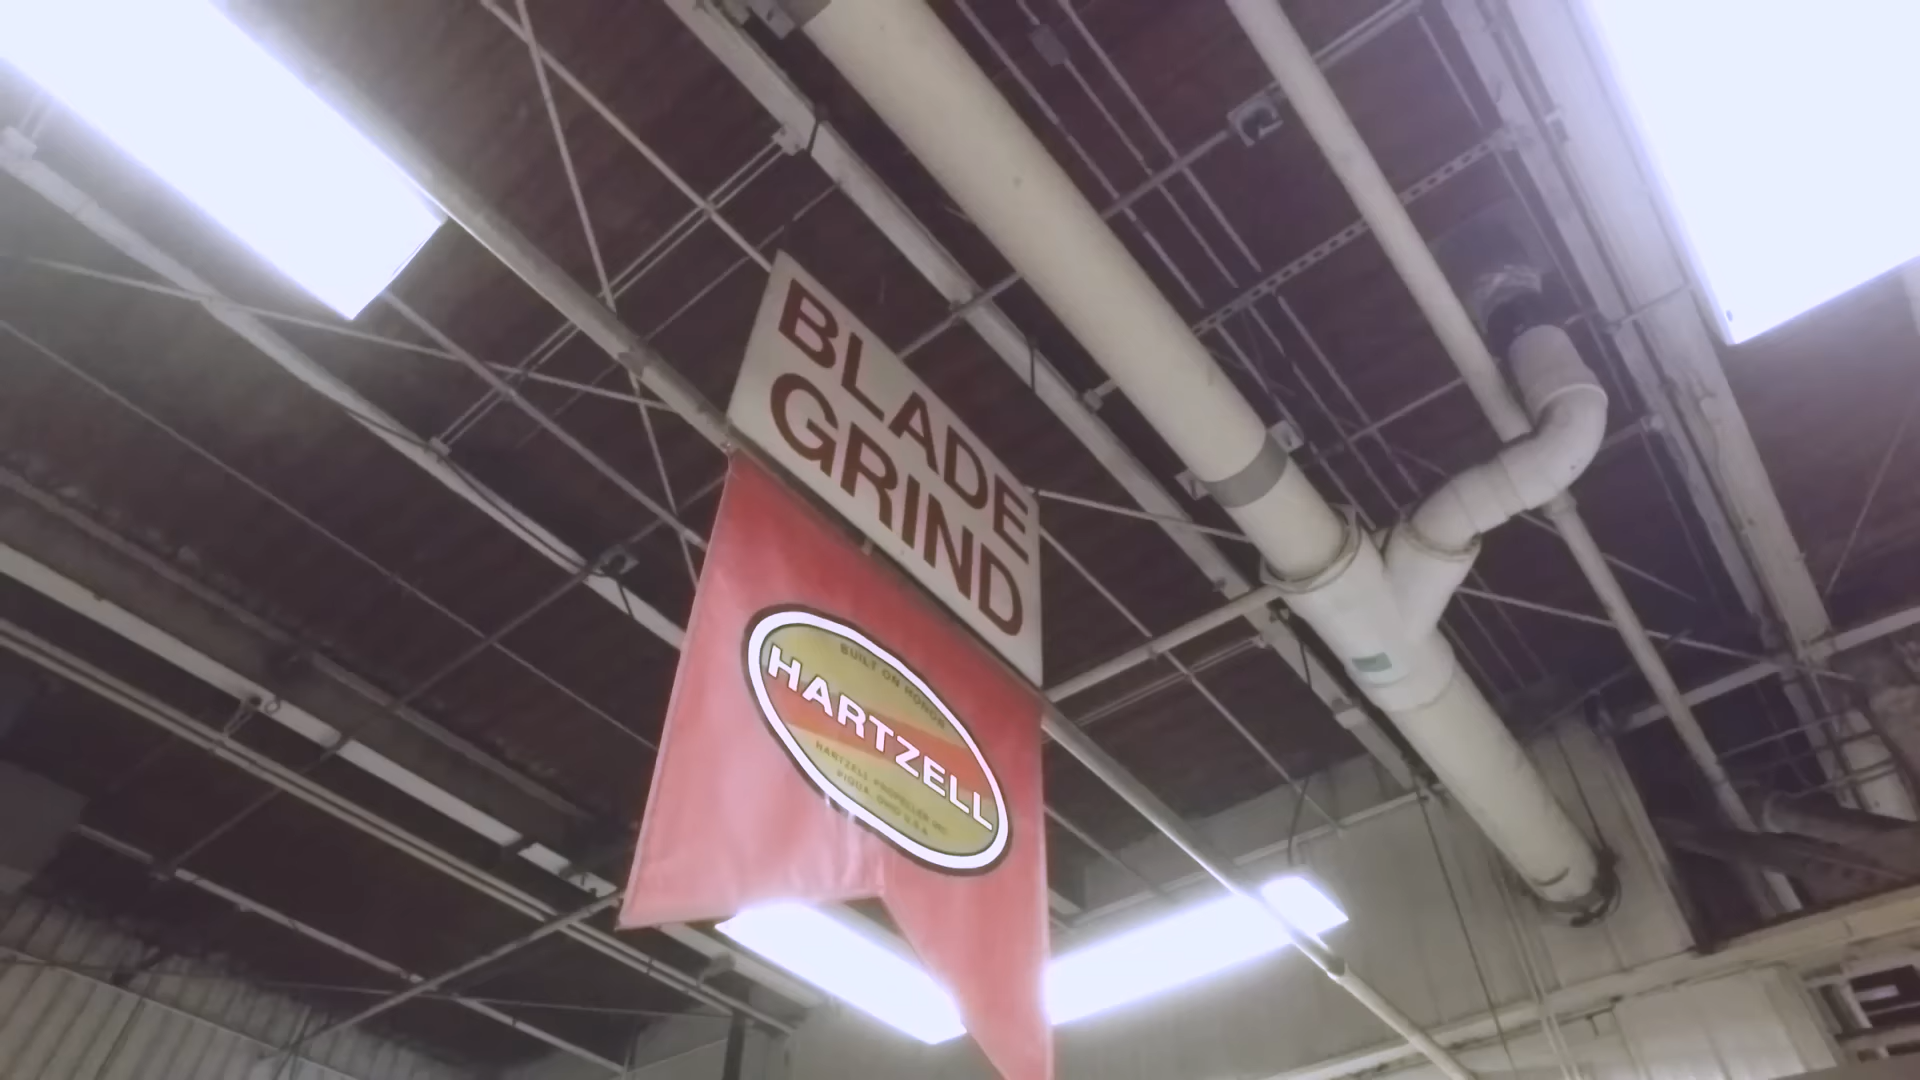 BLADE
GRIND
BUILT ON HONOR
HARTZELL
HARTZELL PROPELLER INC
PIQUA, OHIO U.S.A